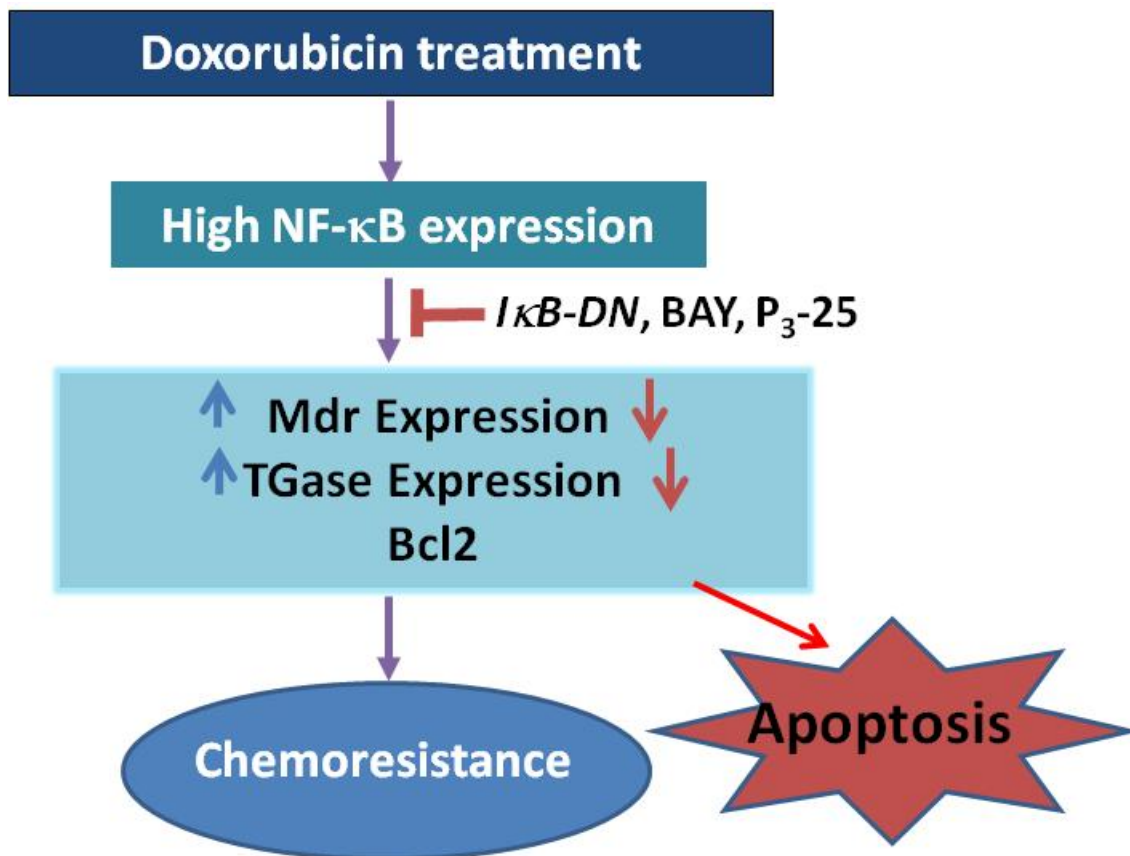 Doxorubicin treatment
High NF-κB expression
IκB-DN, BAY, P₃-25
Mdr Expression
TGase Expression
Bcl2
Apoptosis
Chemoresistance